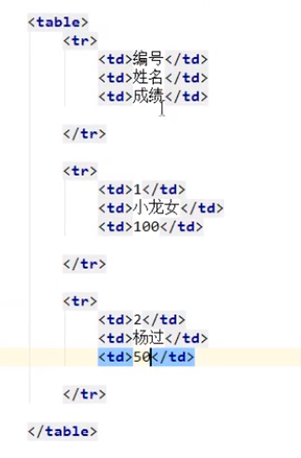 <table>
<tr>
<td>编号</td>
<td>姓名</td>
<td>成绩</td>
</tr>
<tr>
<td>1</td>
<td>小龙女</td>
<td>100</td>
</tr>
<tr>
<td>2</td>
<td>杨过</td>
<td>50</td>
</tr>
</table>